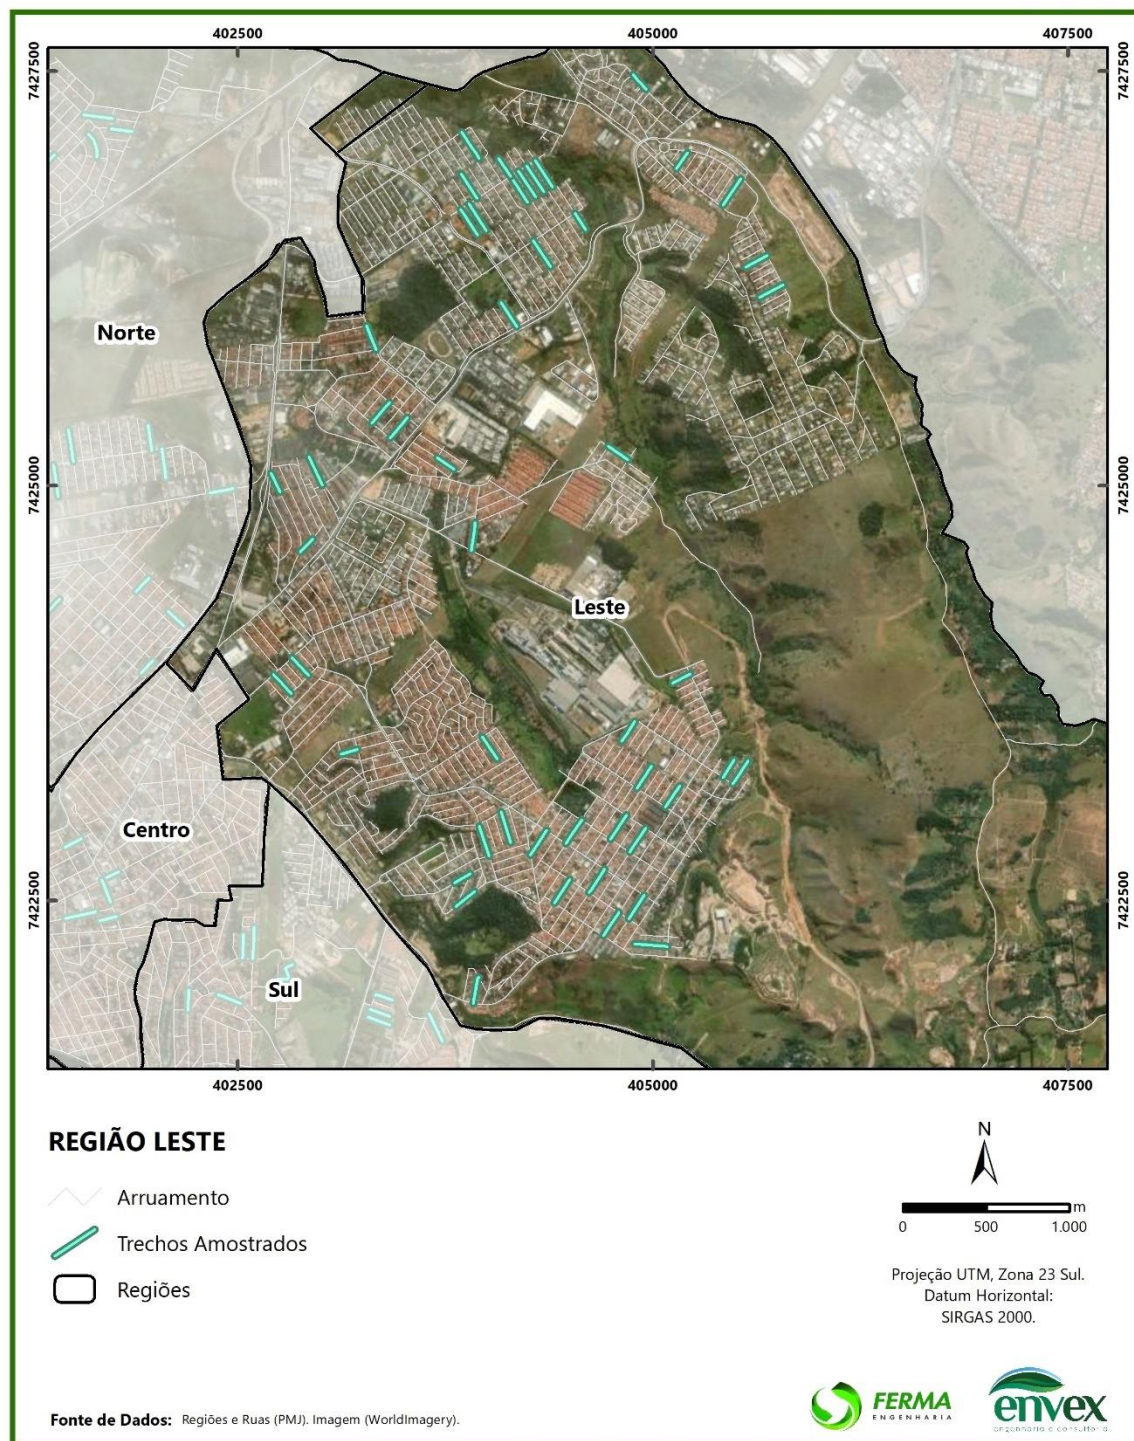 402500 405000 407500
7427500 7427500
Norte
7425000 7425000
Leste
Centro
7422500 7422500
Sul
402500 405000 407500
REGIÃO LESTE
N
Arruamento
Trechos Amostrados
Regiões
m
0 500 1.000
Projeção UTM, Zona 23 Sul.
Datum Horizontal:
SIRGAS 2000.
FERMA
ENGENHARIA
envex
engenharia e consultoria
Fonte de Dados: Regiões e Ruas (PMJ). Imagem (WorldImagery).